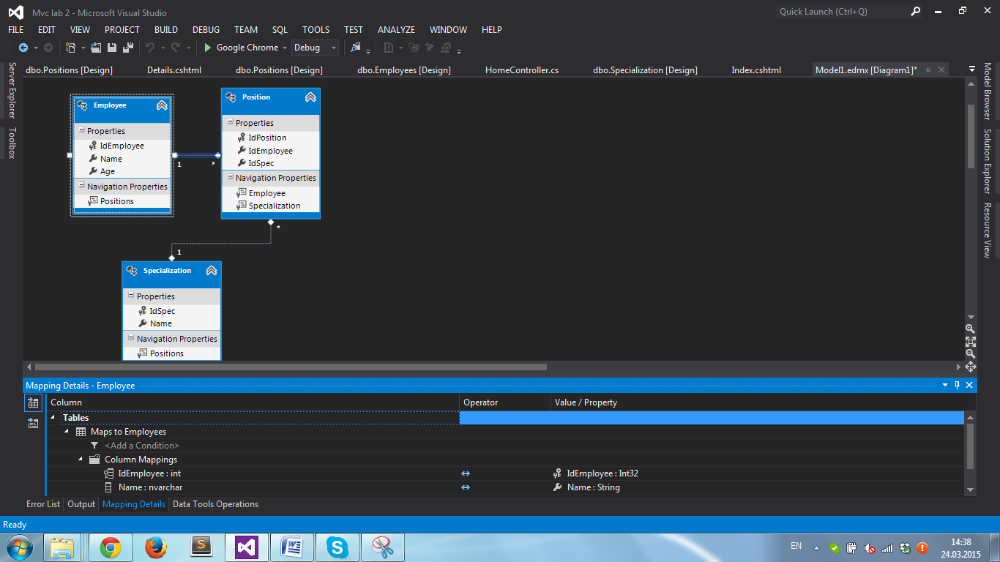 Mvc lab 2 - Microsoft Visual Studio
Quick Launch (Ctrl+Q)
FILE EDIT VIEW PROJECT BUILD DEBUG TEAM SQL TOOLS TEST ANALYZE WINDOW HELP
Google Chrome Debug
dbo.Positions [Design] Details.cshtml dbo.Positions [Design] dbo.Employees [Design] HomeController.cs dbo.Specialization [Design] Index.cshtml Model1.edmx [Diagram1]*
Server Explorer
Toolbox
Employee
Properties
IdEmployee
Name
Age
Navigation Properties
Positions
1
*
Position
Properties
IdPosition
IdEmployee
IdSpec
Navigation Properties
Employee
Specialization
*
1
Specialization
Properties
IdSpec
Name
Navigation Properties
Positions
Model Browser
Solution Explorer
Resource View
Mapping Details - Employee
Column Operator Value / Property
Tables
Maps to Employees
<Add a Condition>
Column Mappings
IdEmployee : int IdEmployee : Int32
Name : nvarchar Name : String
Error List Output Mapping Details Data Tools Operations
Ready
EN
14:38
24.03.2015